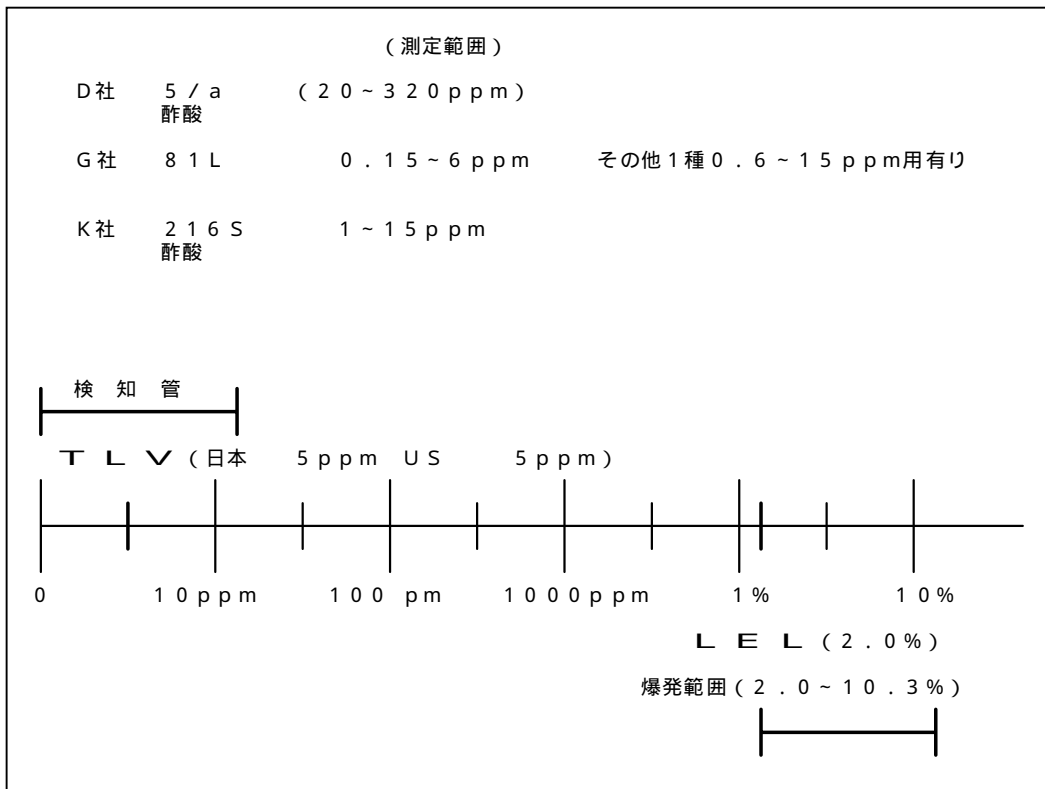 （測定範囲）
D社　５／ａ　（２０～３２０ｐｐｍ）
酢酸
G社　８１Ｌ　０．１５～６ｐｐｍ　その他１種０．６～１５ｐｐｍ用有り
K社　２１６Ｓ　１～１５ｐｐｍ
酢酸
検　知　管
ＴＬＶ（日本　５ｐｐｍ　ＵＳ　５ｐｐｍ）
０　１０ｐｐｍ　１００　ｐｍ　１０００ｐｐｍ　１％　１０％
ＬＥＬ（２．０％）
爆発範囲（２．０～１０．３％）